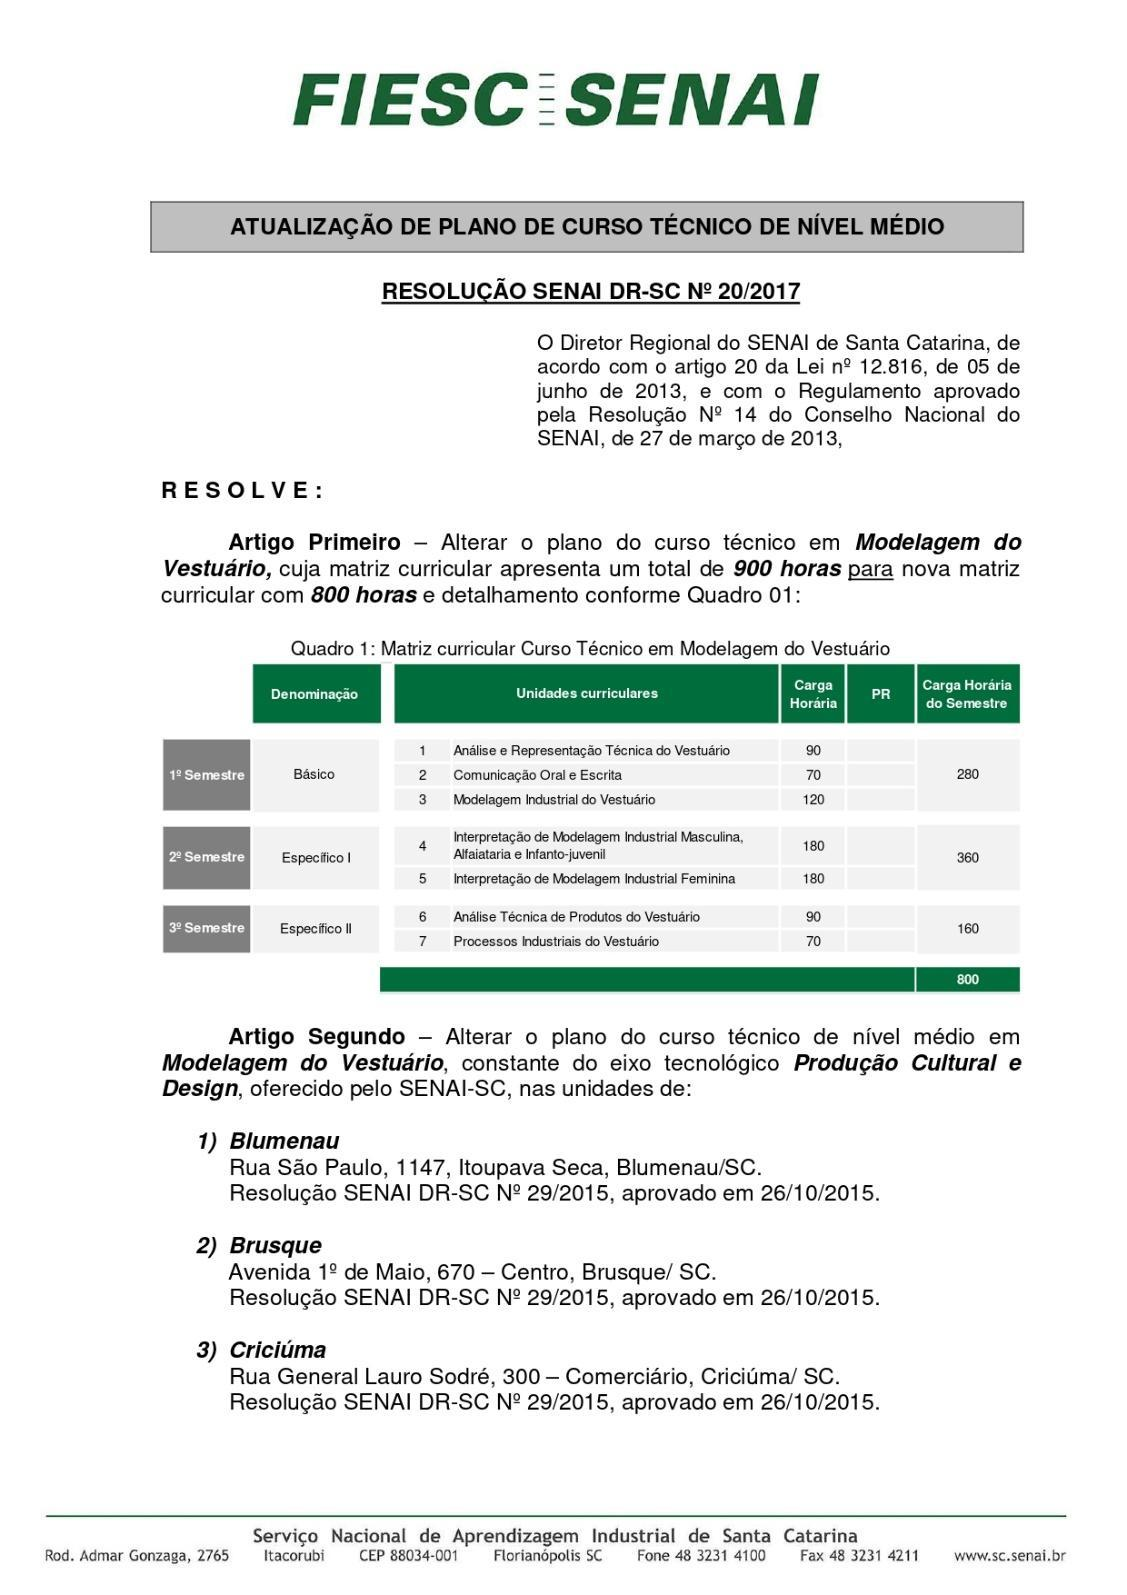 FIESC SENAI
ATUALIZAÇÃO DE PLANO DE CURSO TÉCNICO DE NÍVEL MÉDIO
RESOLUÇÃO SENAI DR-SC Nº 20/2017
O Diretor Regional do SENAI de Santa Catarina, de
acordo com o artigo 20 da Lei nº 12.816, de 05 de
junho de 2013, e com o Regulamento aprovado
pela Resolução Nº 14 do Conselho Nacional do
SENAI, de 27 de março de 2013,
R E S O L V E :
Artigo Primeiro – Alterar o plano do curso técnico em Modelagem do
Vestuário, cuja matriz curricular apresenta um total de 900 horas para nova matriz
curricular com 800 horas e detalhamento conforme Quadro 01:
Quadro 1: Matriz curricular Curso Técnico em Modelagem do Vestuário
Denominação Unidades curriculares Carga Horária PR Carga Horária do Semestre
1º Semestre Básico 280
1 Análise e Representação Técnica do Vestuário 90
2 Comunicação Oral e Escrita 70
3 Modelagem Industrial do Vestuário 120
2º Semestre Específico I 360
4 Interpretação de Modelagem Industrial Masculina,
Alfaiataria e Infanto-juvenil 180
5 Interpretação de Modelagem Industrial Feminina 180
3º Semestre Específico II 160
6 Análise Técnica de Produtos do Vestuário 90
7 Processos Industriais do Vestuário 70
800
Artigo Segundo – Alterar o plano do curso técnico de nível médio em
Modelagem do Vestuário, constante do eixo tecnológico Produção Cultural e
Design, oferecido pelo SENAI-SC, nas unidades de:
1) Blumenau
Rua São Paulo, 1147, Itoupava Seca, Blumenau/SC.
Resolução SENAI DR-SC Nº 29/2015, aprovado em 26/10/2015.
2) Brusque
Avenida 1º de Maio, 670 – Centro, Brusque/ SC.
Resolução SENAI DR-SC Nº 29/2015, aprovado em 26/10/2015.
3) Criciúma
Rua General Lauro Sodré, 300 – Comerciário, Criciúma/ SC.
Resolução SENAI DR-SC Nº 29/2015, aprovado em 26/10/2015.
Serviço Nacional de Aprendizagem Industrial de Santa Catarina
Rod. Admar Gonzaga, 2765 Itacorubi CEP 88034-001 Florianópolis SC Fone 48 3231 4100 Fax 48 3231 4211 www.sc.senai.br